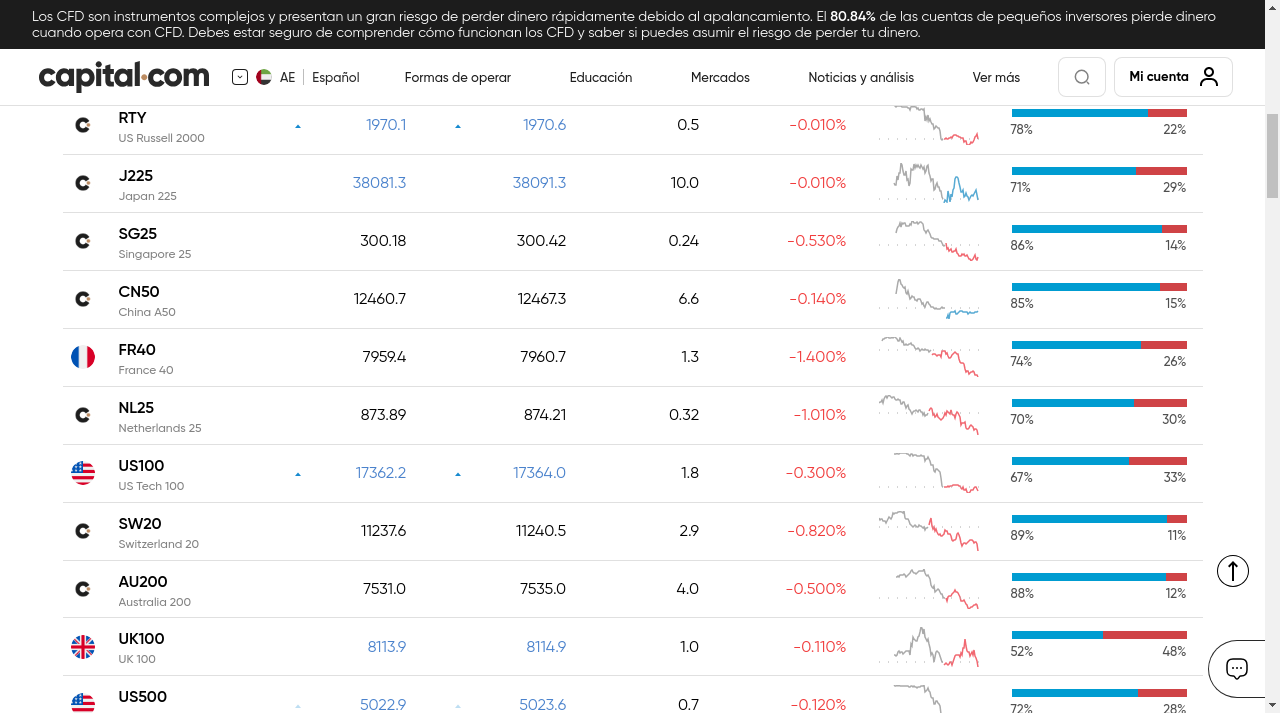 Los CFD son instrumentos complejos y presentan un gran riesgo de perder dinero rápidamente debido al apalancamiento. El 80.84% de las cuentas de pequeños inversores pierde dinero
cuando opera con CFD. Debes estar seguro de comprender cómo funcionan los CFD y saber si puedes asumir el riesgo de perder tu dinero.
capital.com AE Español Formas de operar Educación Mercados Noticias y análisis Ver más Mi cuenta
RTY 1970.1 1970.6 0.5 -0.010%
US Russell 2000 78% 22%
J225 38081.3 38091.3 10.0 -0.010%
Japan 225 71% 29%
SG25 300.18 300.42 0.24 -0.530%
Singapore 25 86% 14%
CN50 12460.7 12467.3 6.6 -0.140%
China A50 85% 15%
FR40 7959.4 7960.7 1.3 -1.400%
France 40 74% 26%
NL25 873.89 874.21 0.32 -1.010%
Netherlands 25 70% 30%
US100 17362.2 17364.0 1.8 -0.300%
US Tech 100 67% 33%
SW20 11237.6 11240.5 2.9 -0.820%
Switzerland 20 89% 11%
AU200 7531.0 7535.0 4.0 -0.500%
Australia 200 88% 12%
UK100 8113.9 8114.9 1.0 -0.110%
UK 100 52% 48%
US500 5022.9 5023.6 0.7 -0.120%
72% 28%